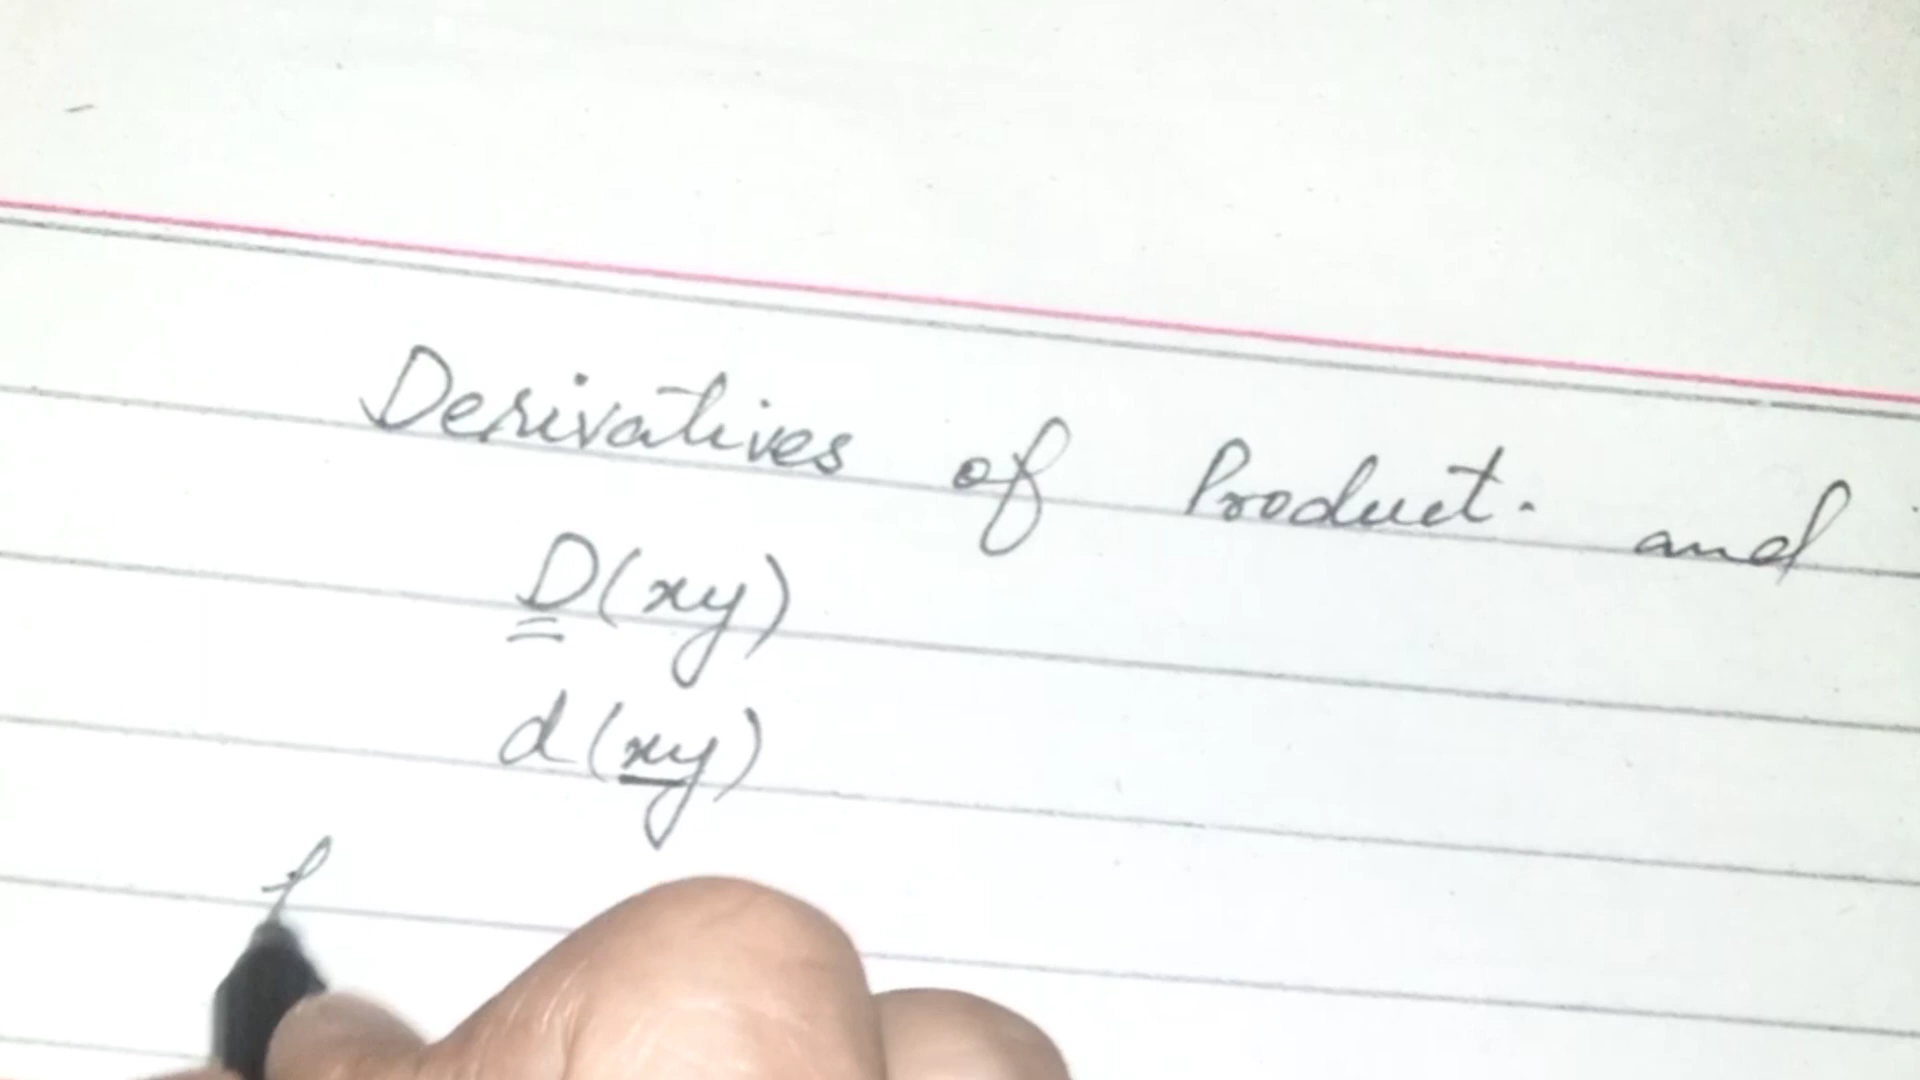 Derivatives of Product. and
D(xy)
d(xy)
f